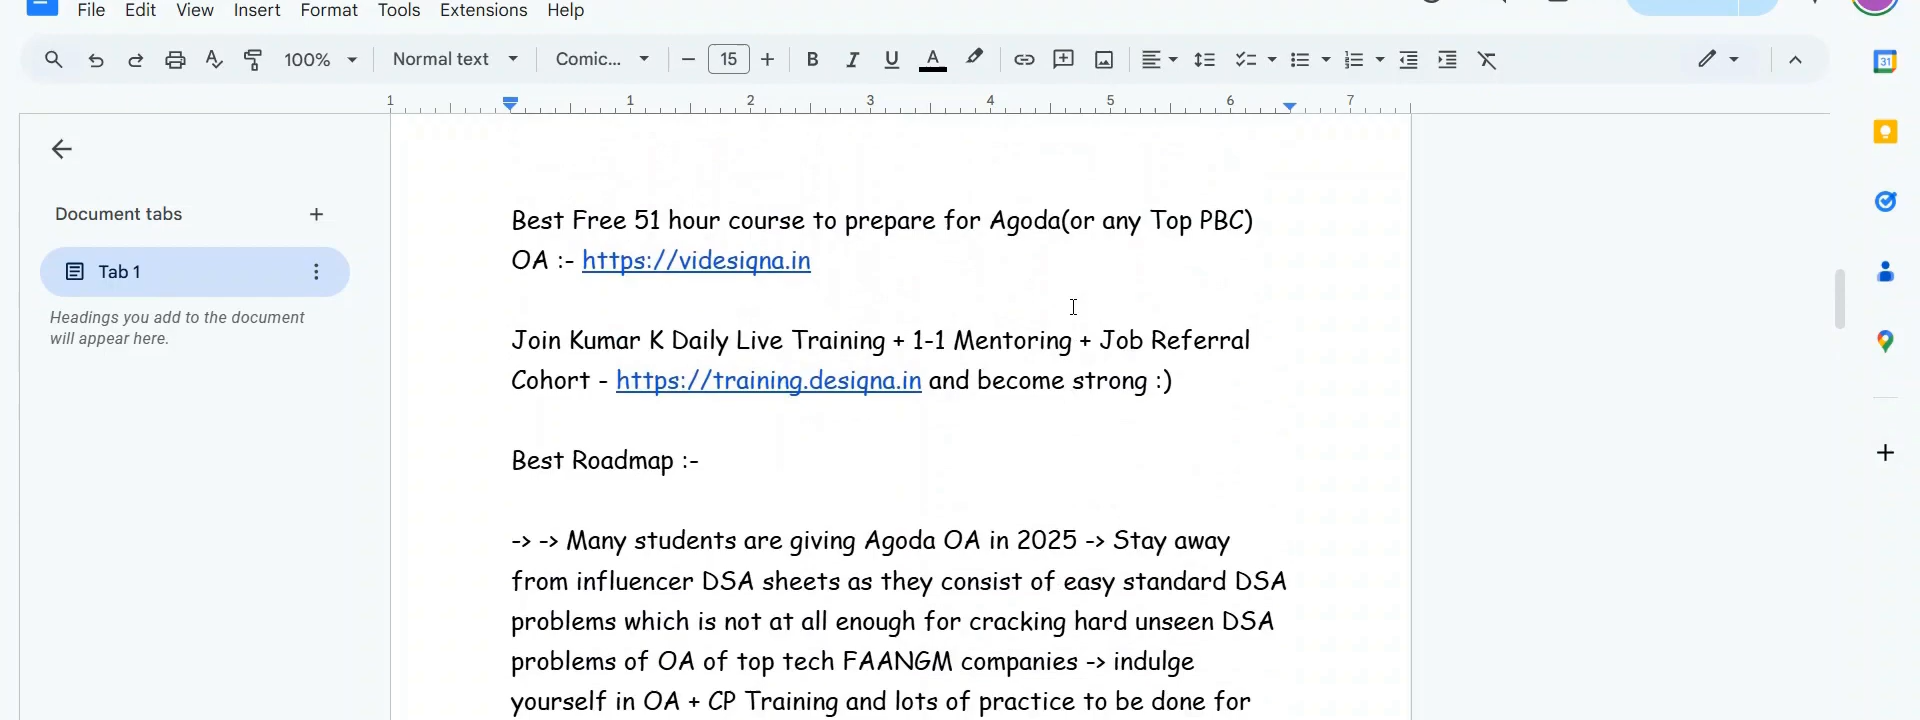 File Edit View Insert Format Tools Extensions Help
100% Normal text Comic... 15 B I U A
1 1 2 3 4 5 6 7
31
Document tabs
Tab 1
Headings you add to the document
will appear here.
Best Free 51 hour course to prepare for Agoda(or any Top PBC)
OA :- https://videsiqna.in
Join Kumar K Daily Live Training + 1-1 Mentoring + Job Referral
Cohort - https://training.desiqna.in and become strong :)
Best Roadmap :-
-> -> Many students are giving Agoda OA in 2025 -> Stay away
from influencer DSA sheets as they consist of easy standard DSA
problems which is not at all enough for cracking hard unseen DSA
problems of OA of top tech FAANGM companies -> indulge
yourself in OA + CP Training and lots of practice to be done for